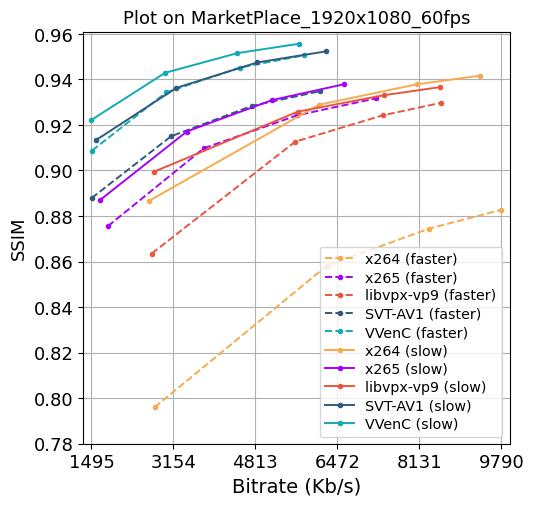 Plot on MarketPlace_1920x1080_60fps
SSIM
0.96
0.94
0.92
0.90
0.88
0.86
0.84
0.82
0.80
0.78
x264 (faster)
x265 (faster)
libvpx-vp9 (faster)
SVT-AV1 (faster)
VVenC (faster)
x264 (slow)
x265 (slow)
libvpx-vp9 (slow)
SVT-AV1 (slow)
VVenC (slow)
1495 3154 4813 6472 8131 9790
Bitrate (Kb/s)